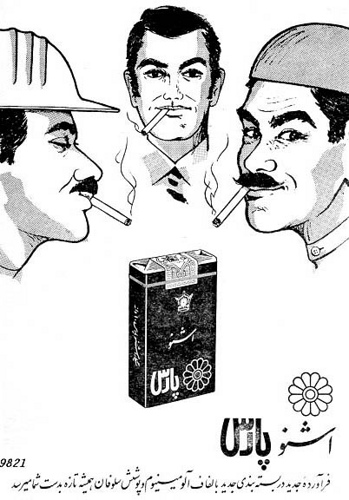 اشنو
پارس
اشنو پارس
9821
فرآورده جدید در بسته بندی جدید با لفاف آلومینیوم و پوشش سلوفان همیشه تازه بدست شما میرسد